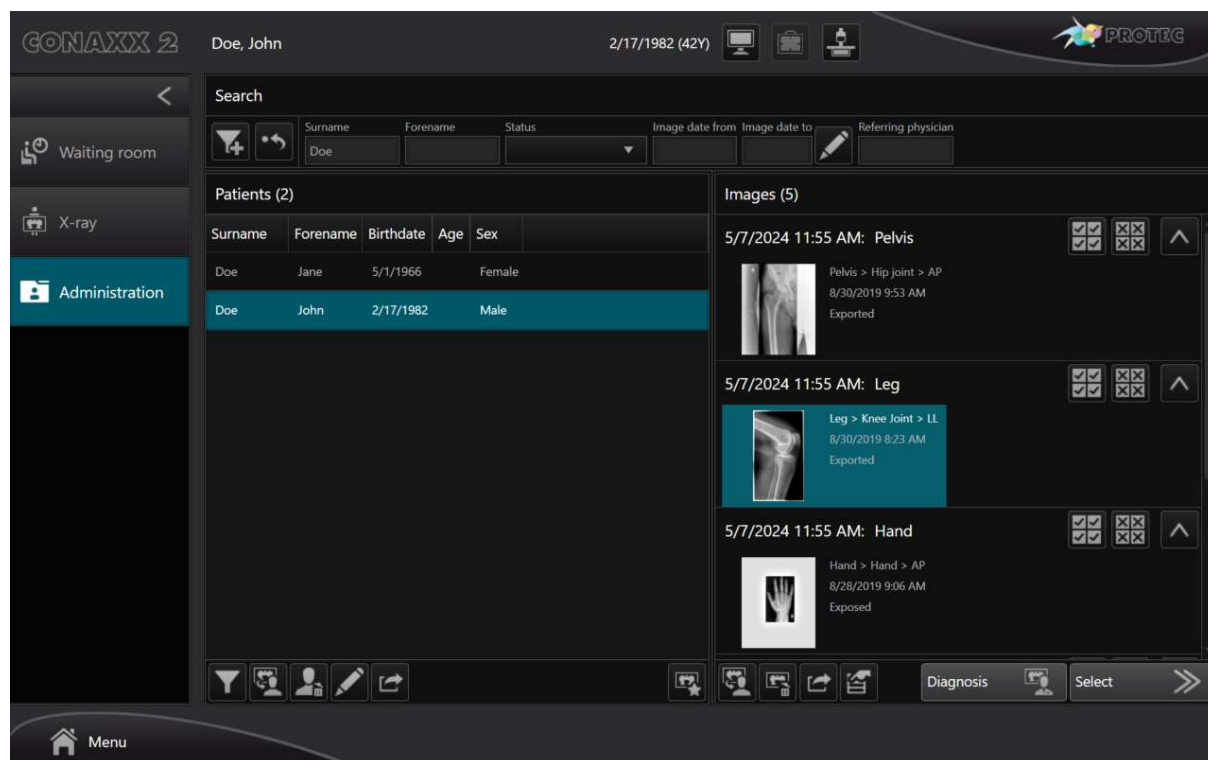 CONAXX 2
Doe, John 2/17/1982 (42Y)
PROTEC
Waiting room
X-ray
Administration
Search
Surname Forename Status Image date from Image date to Referring physician
Doe
Patients (2)
Surname Forename Birthdate Age Sex
Doe Jane 5/1/1966 Female
Doe John 2/17/1982 Male
Images (5)
5/7/2024 11:55 AM: Pelvis
Pelvis > Hip joint > AP
8/30/2019 9:53 AM
Exported
5/7/2024 11:55 AM: Leg
Leg > Knee Joint > LL
8/30/2019 8:23 AM
Exported
5/7/2024 11:55 AM: Hand
Hand > Hand > AP
8/28/2019 9:06 AM
Exposed
Diagnosis
Select
Menu